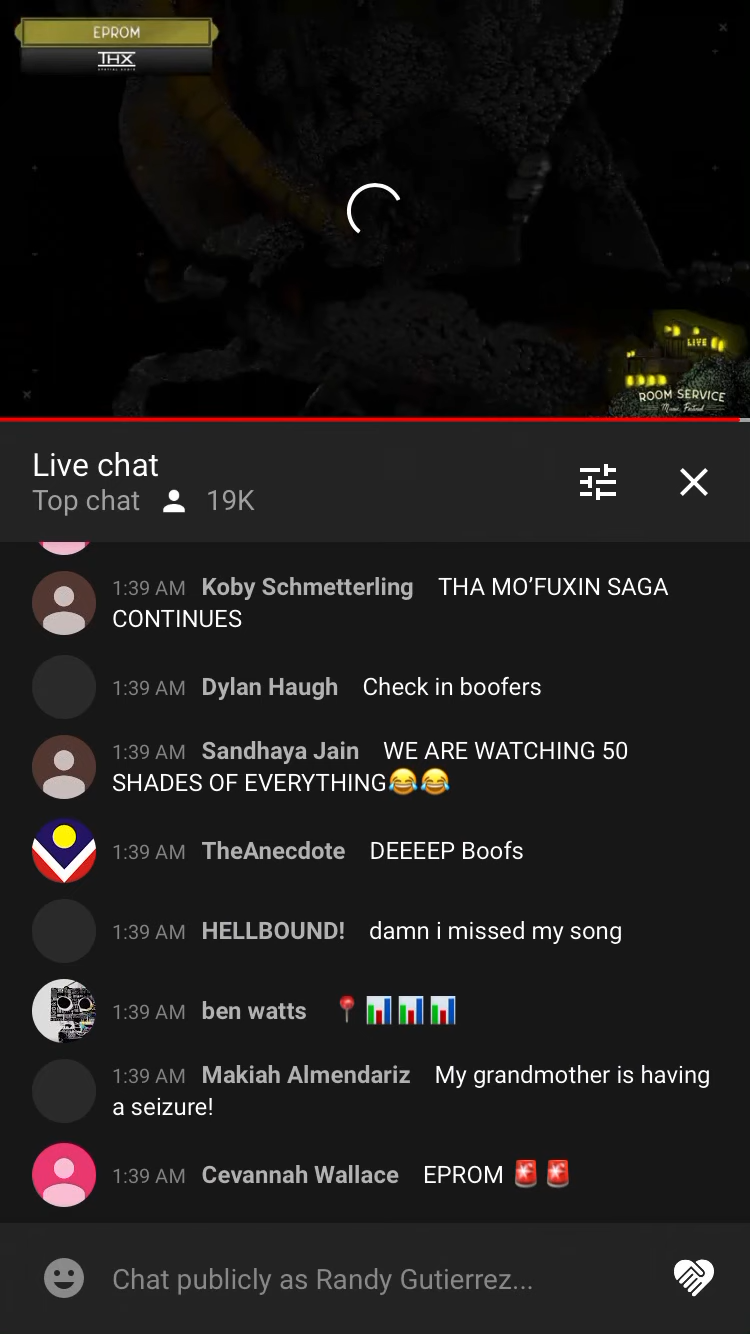 EPROM
THX
LIVE
ROOM SERVICE
Music Festival
Live chat
Top chat 19K
1:39 AM Koby Schmetterling THA MO’FUXIN SAGA
CONTINUES
1:39 AM Dylan Haugh Check in boofers
1:39 AM Sandhaya Jain WE ARE WATCHING 50
SHADES OF EVERYTHING😂😂
1:39 AM TheAnecdote DEEEEP Boofs
1:39 AM HELLBOUND! damn i missed my song
1:39 AM ben watts 📍📊📊📊
1:39 AM Makiah Almendariz My grandmother is having
a seizure!
1:39 AM Cevannah Wallace EPROM 🚨🚨
Chat publicly as Randy Gutierrez...